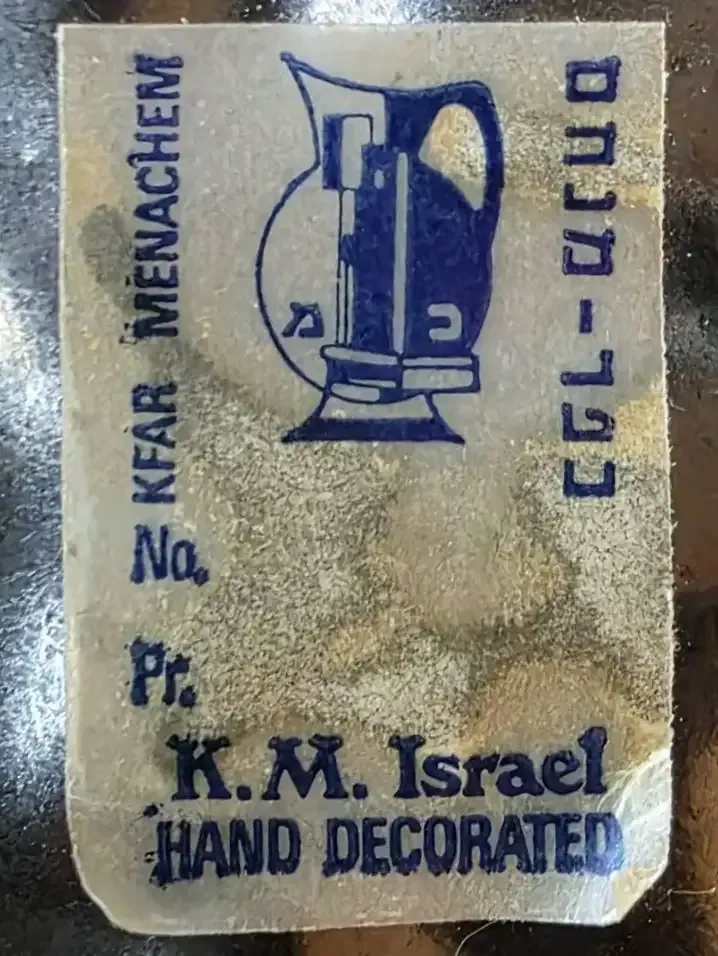 KFAR MENACHEM
מ כ
כפר-מנחם
No.
Pr.
K.M. Israel
HAND DECORATED